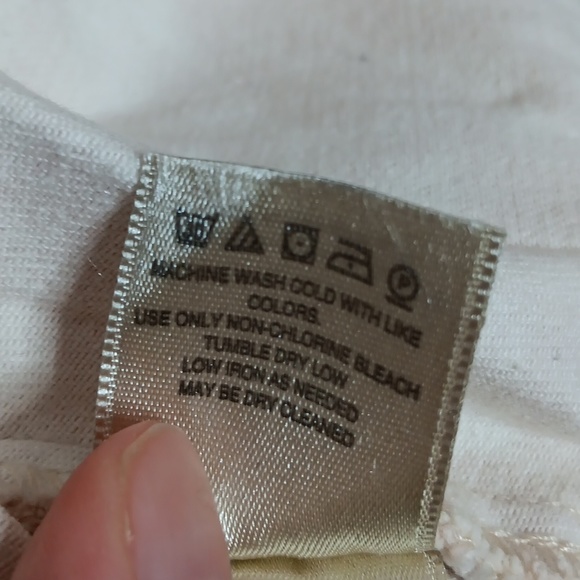 30
P
MACHINE WASH COLD WITH LIKE
COLORS.
USE ONLY NON-CHLORINE BLEACH
TUMBLE DRY LOW
LOW IRON AS NEEDED
MAY BE DRY CLEANED